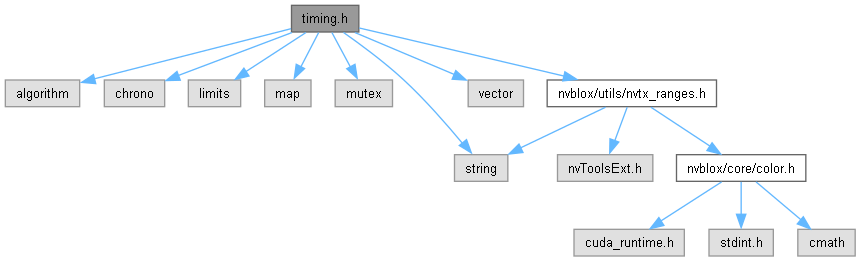 timing.h
algorithm
chrono
limits
map
mutex
vector
nvblox/utils/nvtx_ranges.h
string
nvToolsExt.h
nvblox/core/color.h
cuda_runtime.h
stdint.h
cmath